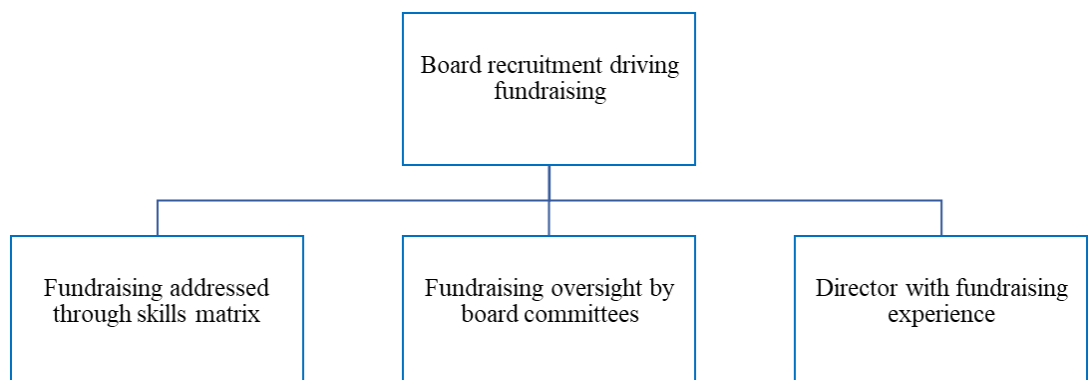 Board recruitment driving
fundraising
Fundraising addressed
through skills matrix
Fundraising oversight by
board committees
Director with fundraising
experience